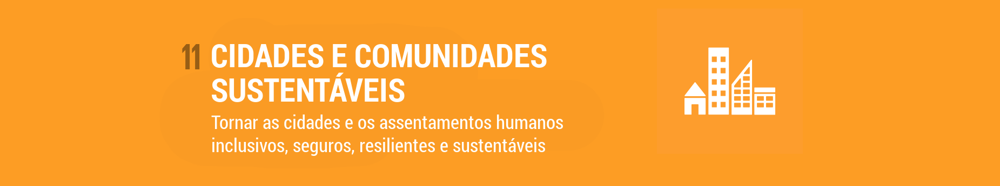 11 CIDADES E COMUNIDADES
SUSTENTÁVEIS
Tornar as cidades e os assentamentos humanos
inclusivos, seguros, resilientes e sustentáveis